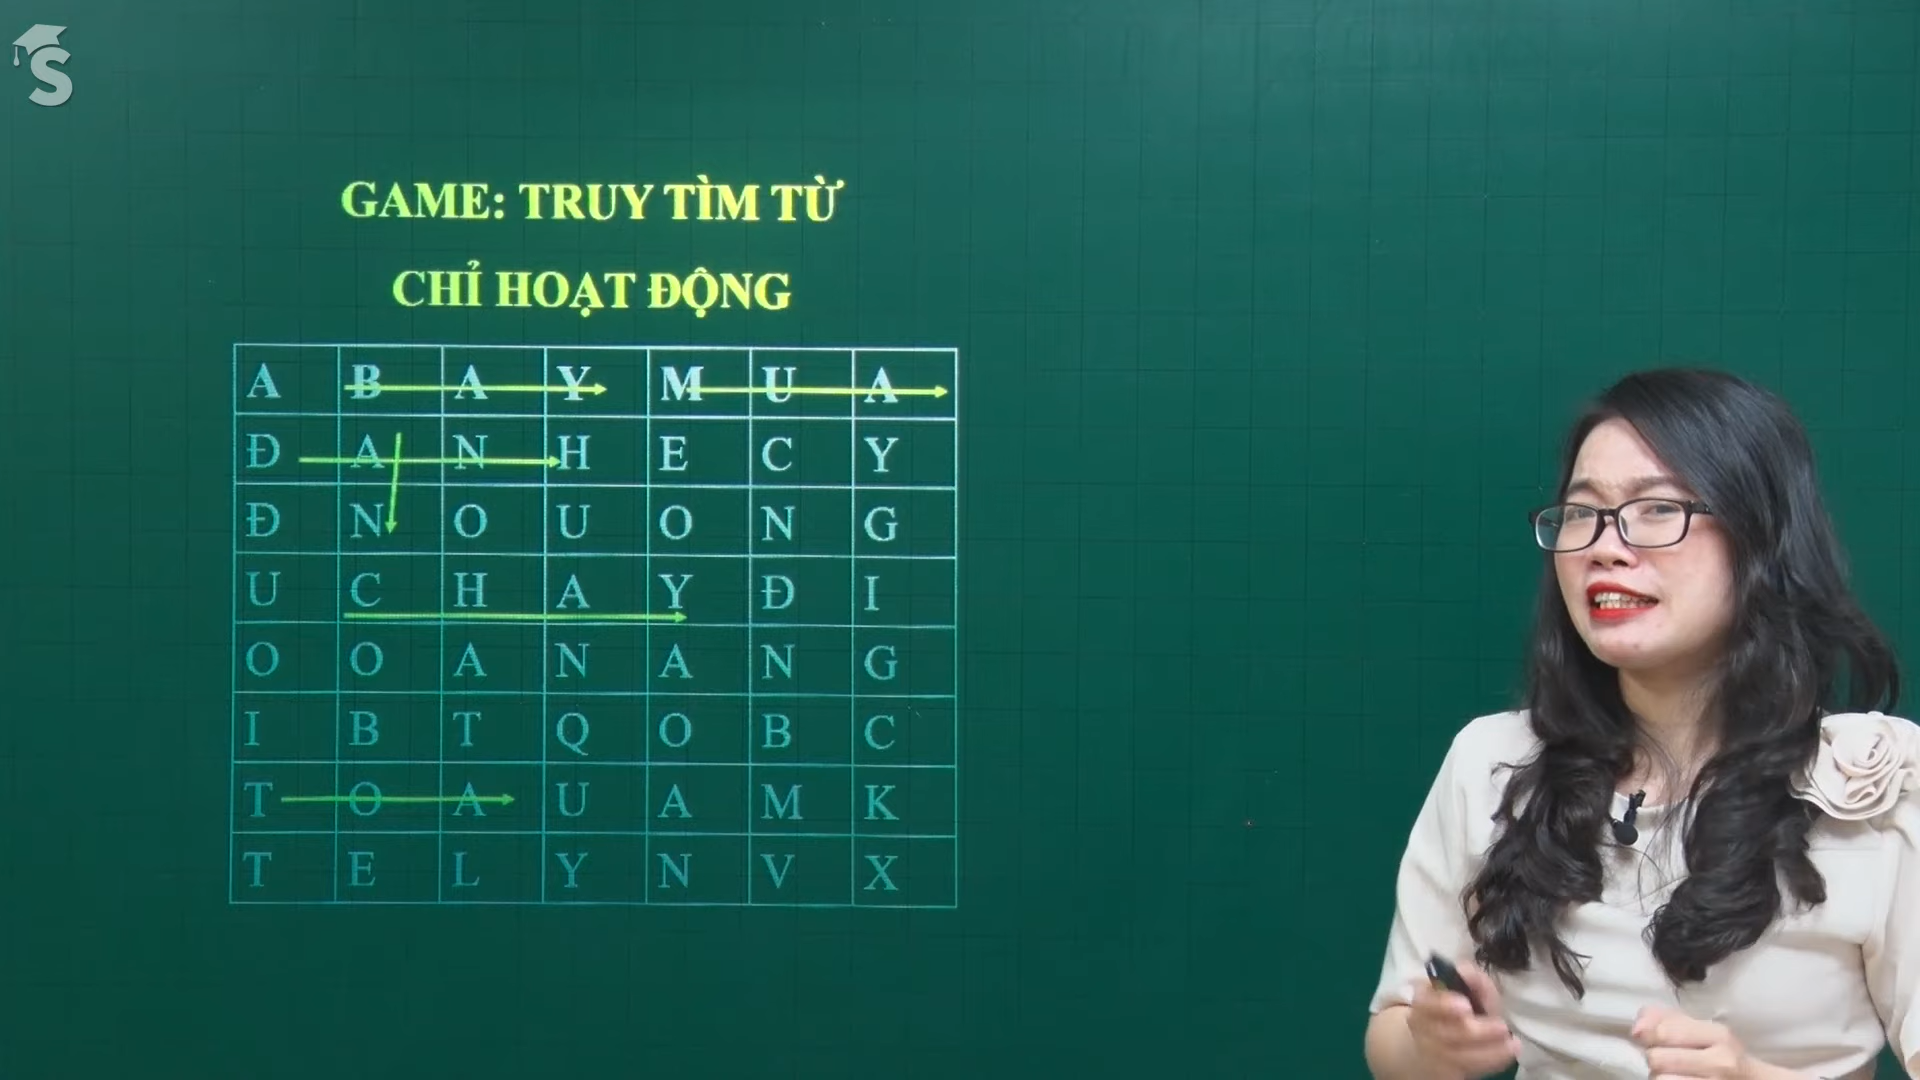 S
GAME: TRUY TÌM TỪ
CHỈ HOẠT ĐỘNG
A B A Y M U A
Đ A N H E C Y
Đ N O U O N G
U C H A Y Đ I
O O A N A N G
I B T Q O B C
T O A U A M K
T E L Y N V X